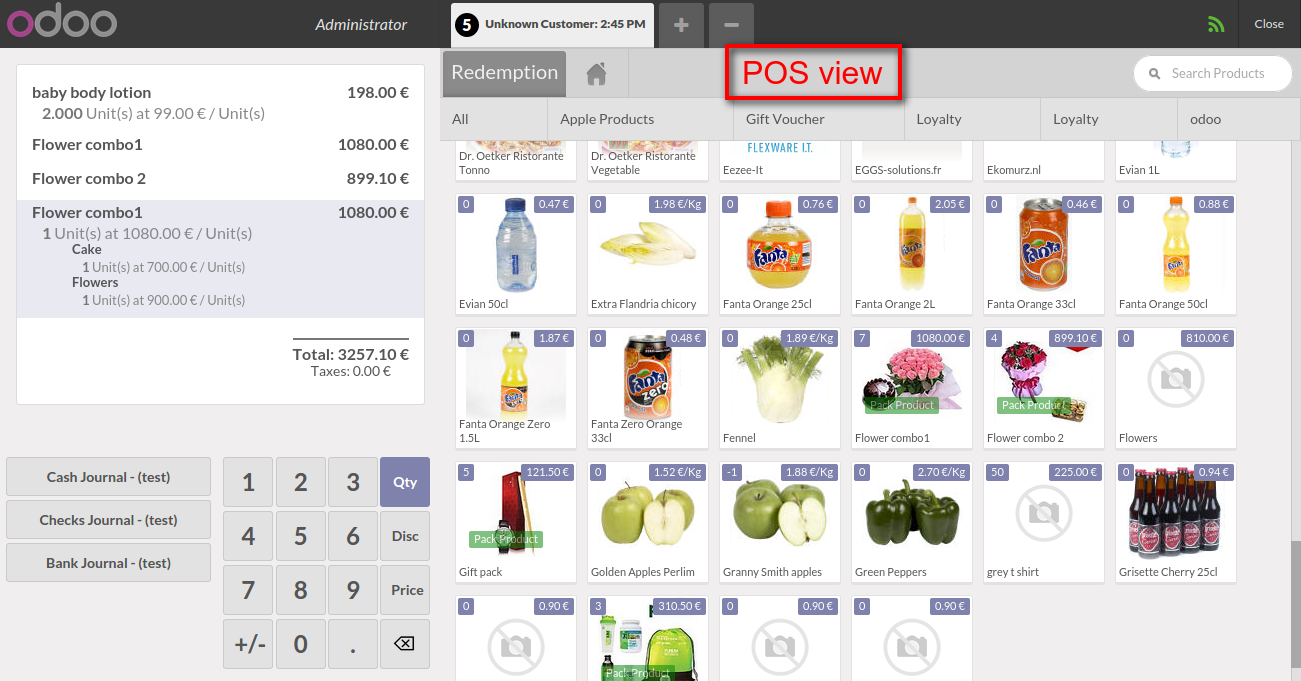 odoo
Administrator
5 Unknown Customer: 2:45 PM
+
−
Close
baby body lotion 198.00 €
2.000 Unit(s) at 99.00 € / Unit(s)
Flower combo1 1080.00 €
Flower combo 2 899.10 €
Flower combo1 1080.00 €
1 Unit(s) at 1080.00 € / Unit(s)
Cake
1 Unit(s) at 700.00 € / Unit(s)
Flowers
1 Unit(s) at 900.00 € / Unit(s)
Total: 3257.10 €
Taxes: 0.00 €
Cash Journal - (test)
Checks Journal - (test)
Bank Journal - (test)
1 2 3 Qty
4 5 6 Disc
7 8 9 Price
+/- 0 .
Redemption
POS view
Search Products
All Apple Products Gift Voucher Loyalty Loyalty odoo
FLEXWARE I.T.
Dr. Oetker Ristorante Tonno
Dr. Oetker Ristorante Vegetable
Eezee-It
EGGS-solutions.fr
Ekomurz.nl
Evian 1L
0 0.47 €
Evian 50cl
0 1.98 €/Kg
Extra Flandria chicory
0 0.76 €
Fanta
Fanta Orange 25cl
0 2.05 €
Fanta
Fanta Orange 2L
0 0.46 €
Fanta
Fanta Orange 33cl
0 0.88 €
Fanta
Fanta Orange 50cl
0 1.87 €
Fanta
Fanta Orange Zero
1.5L
0 0.48 €
Fanta
zero
Fanta Zero Orange
33cl
0 1.89 €/Kg
Fennel
7 1080.00 €
Pack Product
Flower combo1
4 899.10 €
Pack Product
Flower combo 2
0 810.00 €
Flowers
5 121.50 €
Pack Product
Gift pack
0 1.52 €/Kg
Golden Apples Perlim
-1 1.88 €/Kg
Granny Smith apples
0 2.70 €/Kg
Green Peppers
50 225.00 €
grey t shirt
0 0.94 €
Grisette Cherry 25cl
0 0.90 €
3 310.50 €
Pack Product
0 0.90 €
0 0.90 €